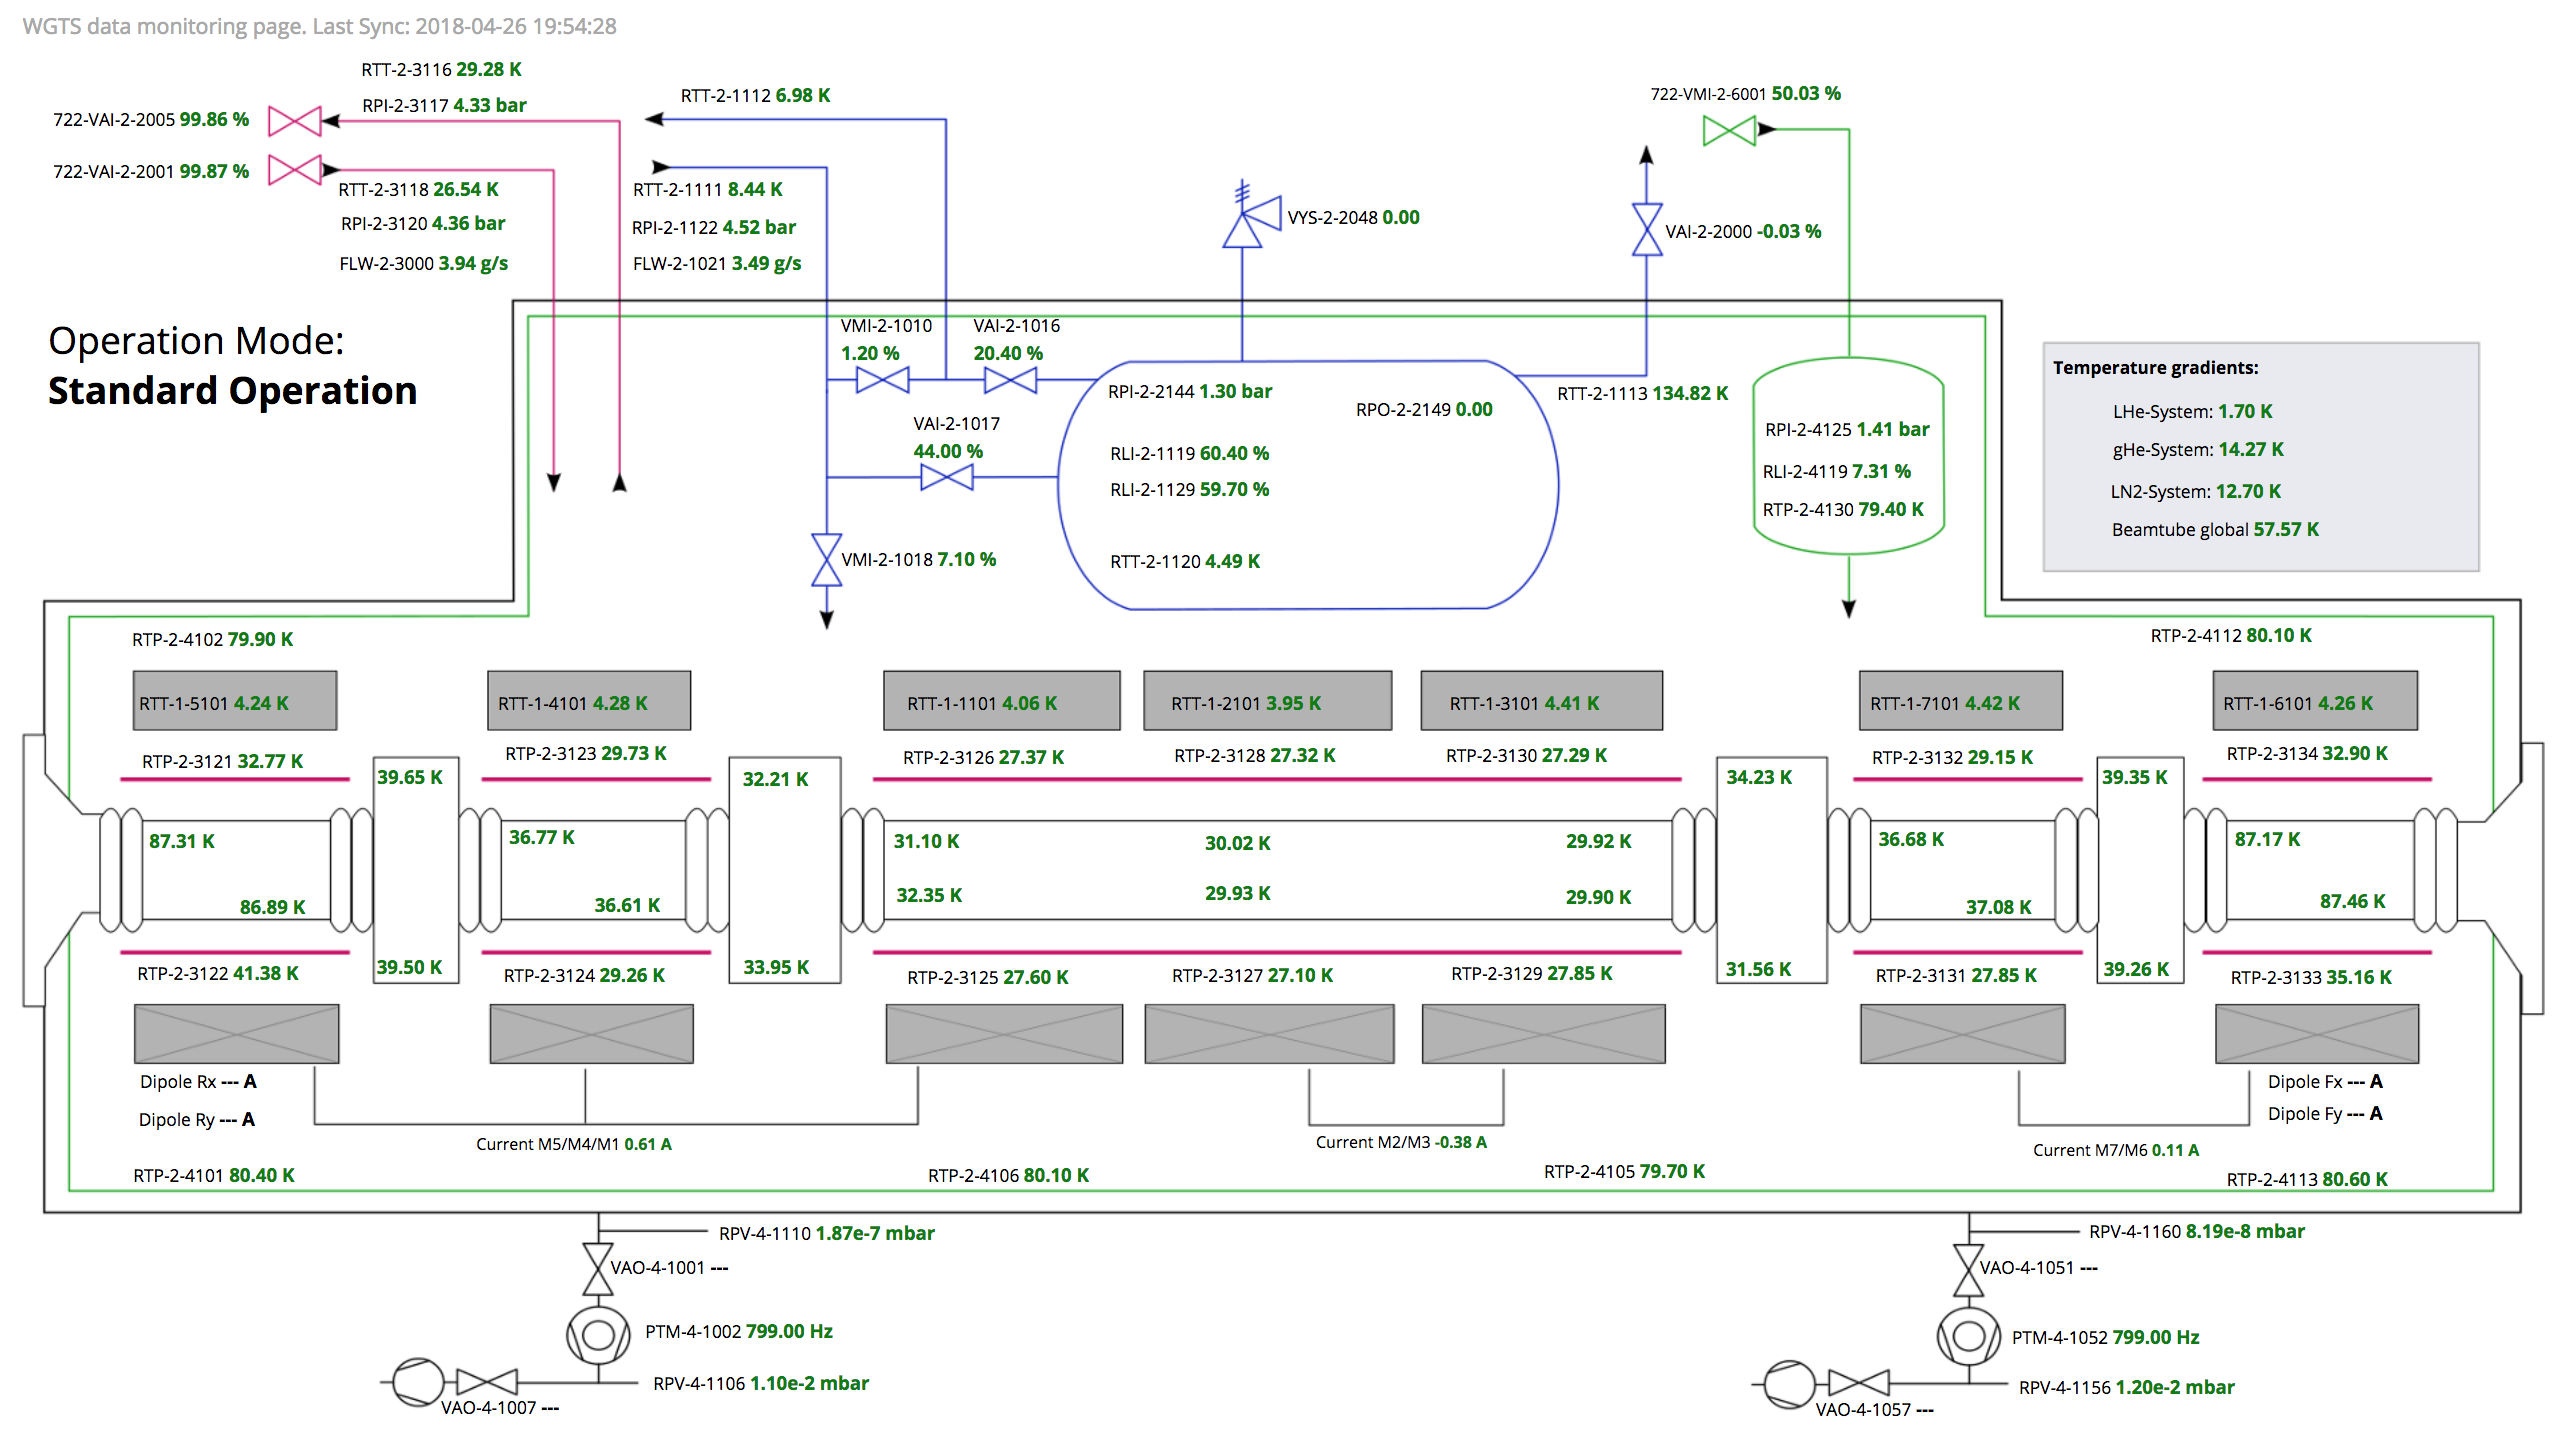 WGTS data monitoring page. Last Sync: 2018-04-26 19:54:28
RTT-2-3116 29.28 K
RPI-2-3117 4.33 bar
722-VAI-2-2005 99.86 %
722-VAI-2-2001 99.87 %
RTT-2-3118 26.54 K
RPI-2-3120 4.36 bar
FLW-2-3000 3.94 g/s
RTT-2-1112 6.98 K
RTT-2-1111 8.44 K
RPI-2-1122 4.52 bar
FLW-2-1021 3.49 g/s
VYS-2-2048 0.00
722-VMI-2-6001 50.03 %
VAI-2-2000 -0.03 %
Operation Mode:
Standard Operation
VMI-2-1010
1.20 %
VAI-2-1016
20.40 %
VAI-2-1017
44.00 %
VMI-2-1018 7.10 %
RPI-2-2144 1.30 bar
RPO-2-2149 0.00
RLI-2-1119 60.40 %
RLI-2-1129 59.70 %
RTT-2-1120 4.49 K
RTT-2-1113 134.82 K
RPI-2-4125 1.41 bar
RLI-2-4119 7.31 %
RTP-2-4130 79.40 K
Temperature gradients:
LHe-System: 1.70 K
gHe-System: 14.27 K
LN2-System: 12.70 K
Beamtube global 57.57 K
RTP-2-4102 79.90 K
RTP-2-4112 80.10 K
RTT-1-5101 4.24 K
RTT-1-4101 4.28 K
RTT-1-1101 4.06 K
RTT-1-2101 3.95 K
RTT-1-3101 4.41 K
RTT-1-7101 4.42 K
RTT-1-6101 4.26 K
RTP-2-3121 32.77 K
RTP-2-3123 29.73 K
RTP-2-3126 27.37 K
RTP-2-3128 27.32 K
RTP-2-3130 27.29 K
RTP-2-3132 29.15 K
RTP-2-3134 32.90 K
39.65 K
32.21 K
34.23 K
39.35 K
87.31 K
36.77 K
31.10 K
30.02 K
29.92 K
36.68 K
87.17 K
86.89 K
36.61 K
32.35 K
29.93 K
29.90 K
37.08 K
87.46 K
39.50 K
33.95 K
31.56 K
39.26 K
RTP-2-3122 41.38 K
RTP-2-3124 29.26 K
RTP-2-3125 27.60 K
RTP-2-3127 27.10 K
RTP-2-3129 27.85 K
RTP-2-3131 27.85 K
RTP-2-3133 35.16 K
Dipole Rx --- A
Dipole Ry --- A
Dipole Fx --- A
Dipole Fy --- A
Current M5/M4/M1 0.61 A
Current M2/M3 -0.38 A
Current M7/M6 0.11 A
RTP-2-4101 80.40 K
RTP-2-4106 80.10 K
RTP-2-4105 79.70 K
RTP-2-4113 80.60 K
RPV-4-1110 1.87e-7 mbar
VAO-4-1001 ---
PTM-4-1002 799.00 Hz
RPV-4-1106 1.10e-2 mbar
VAO-4-1007 ---
RPV-4-1160 8.19e-8 mbar
VAO-4-1051 ---
PTM-4-1052 799.00 Hz
RPV-4-1156 1.20e-2 mbar
VAO-4-1057 ---